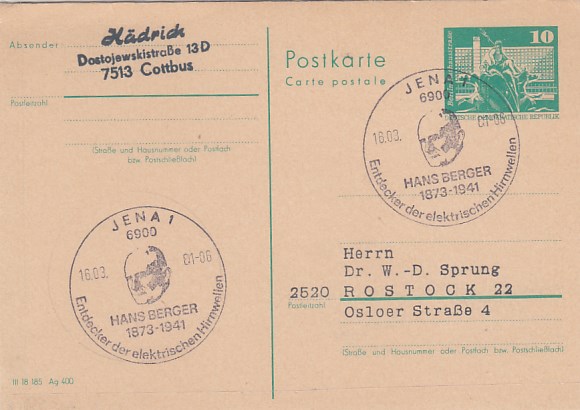 Absender
Hädrich
Dostojewskistraße 13D
7513 Cottbus
Postleitzahl
(Straße und Hausnummer oder Postfach
bzw. Postschließfach)
JENA 1
6900
16.03. 81-06
HANS BERGER
1873-1941
Entdecker der elektrischen Hirnwellen
III 18 185 Ag 400
Postkarte
Carte postale
10
DEUTSCHE DEMOKRATISCHE REPUBLIK
JENA 1
6900
16.03. 81-06
HANS BERGER
1873-1941
Entdecker der elektrischen Hirnwellen
Herrn
Dr. W.-D. Sprung
2520 ROSTOCK 22
Postleitzahl
Osloer Straße 4
(Straße und Hausnummer oder Postfach bzw. Postschließfach)